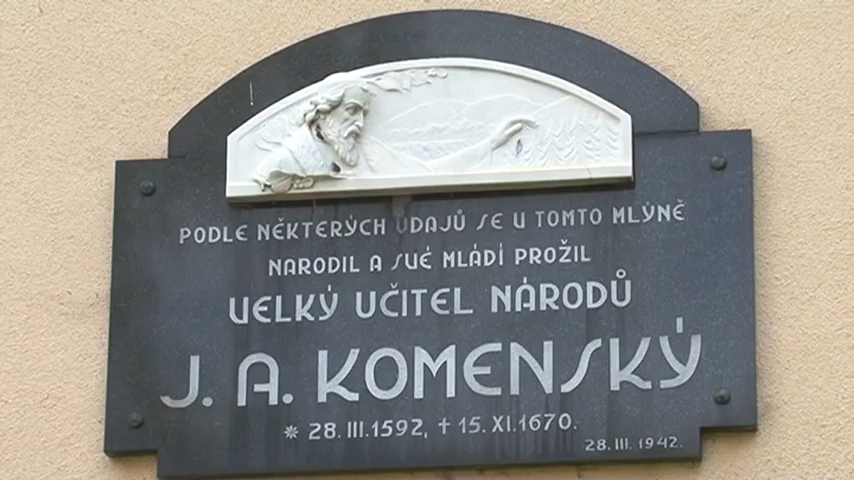 PODLE NĚKTERÝCH ÚDAJŮ SE V TOMTO MLÝNĚ
NARODIL A SVÉ MLÁDÍ PROŽIL
VELKÝ UČITEL NÁRODŮ
J. A. KOMENSKÝ
* 28. III. 1592, † 15. XI. 1670.
28. III. 1942.